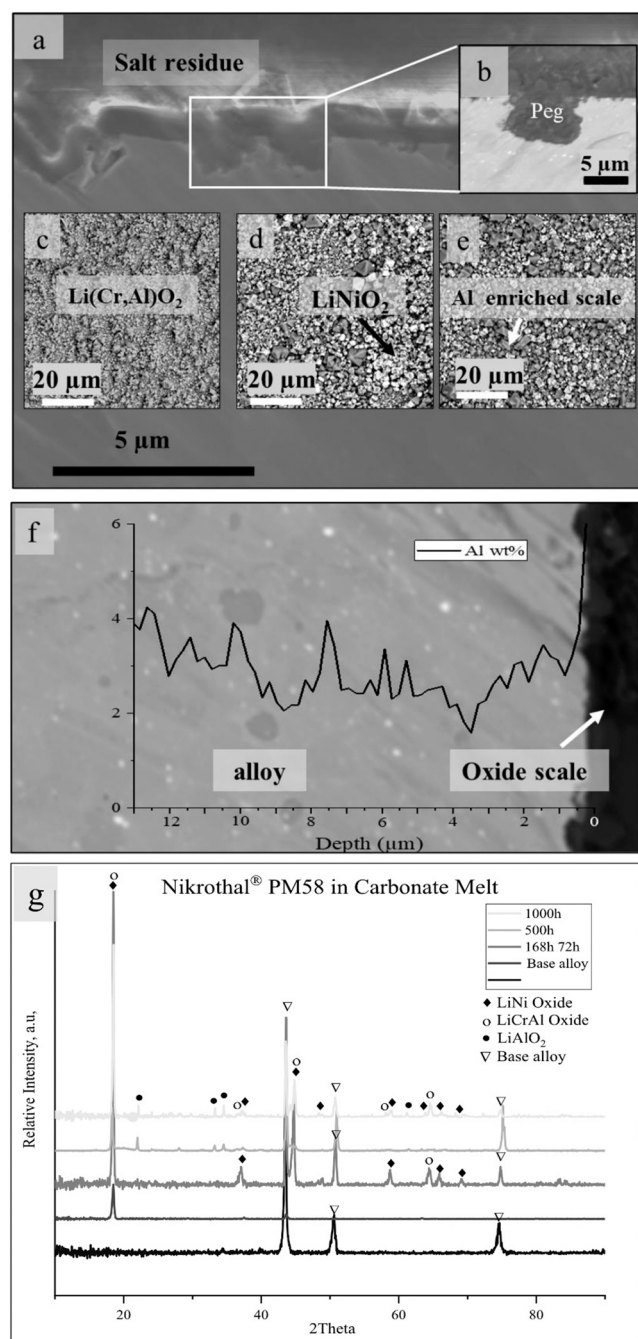 a
Salt residue
b
Peg
5 μm
c
Li(Cr,Al)O2
20 μm
d
LiNiO2
20 μm
e
Al enriched scale
20 μm
5 μm
f
6
Al wt%
4
2
alloy
Oxide scale
0
12 10 8 6 4 2 0
Depth (μm)
g
Nikrothal® PM58 in Carbonate Melt
1000h
500h
168h 72h
Base alloy
LiNi Oxide
LiCrAl Oxide
LiAlO2
Base alloy
Relative Intensity, a.u,
20 40 60 80
2Theta